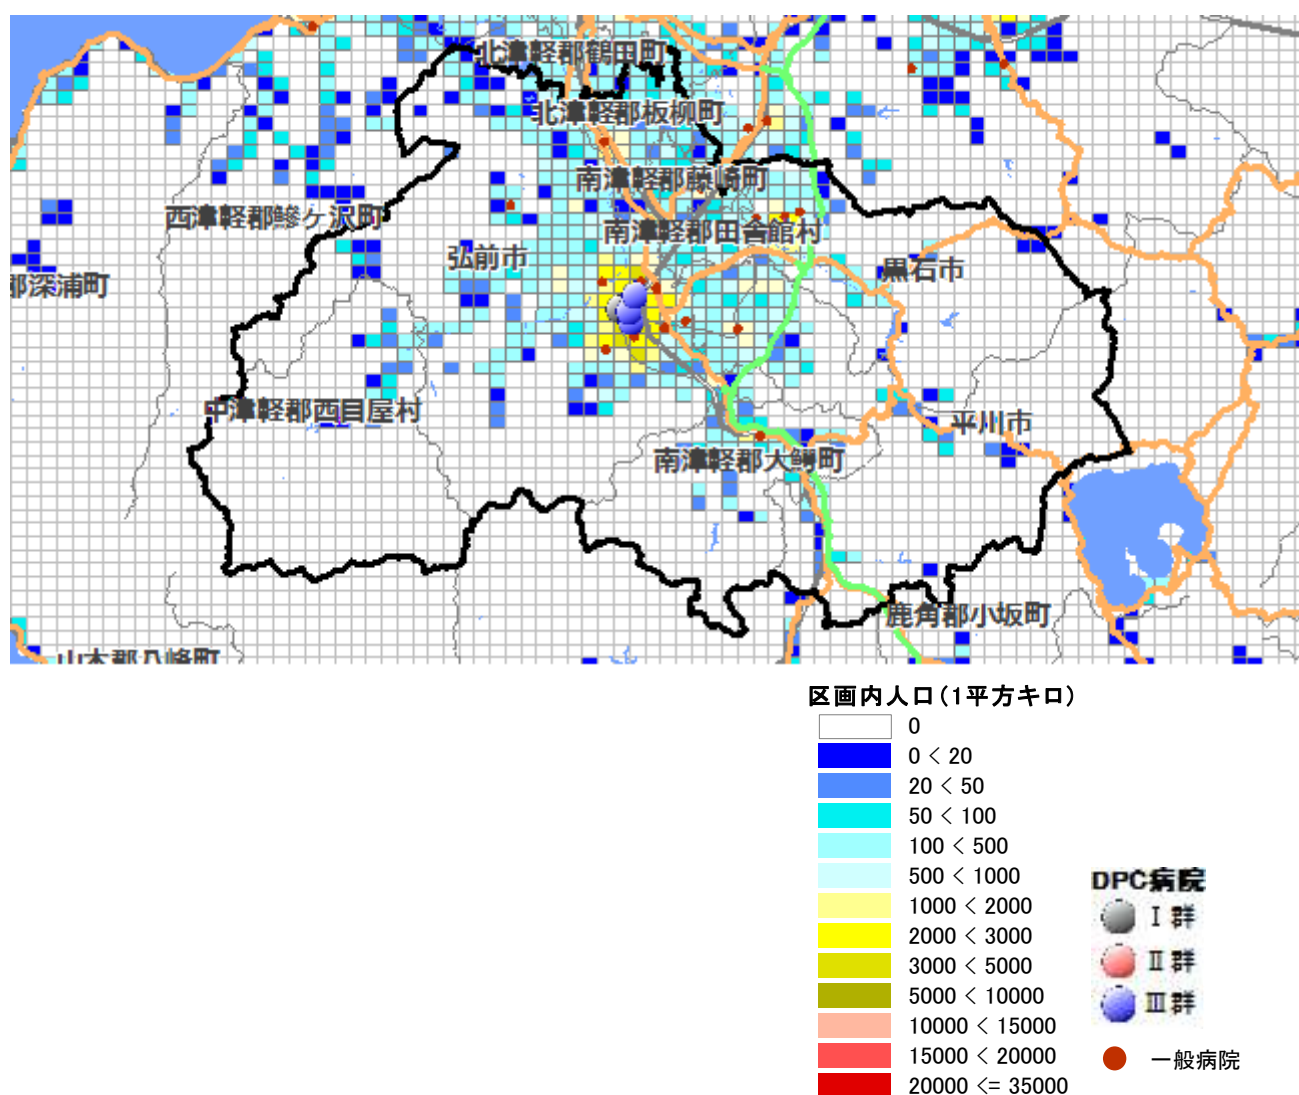 北津軽郡鶴田町
北津軽郡板柳町
南津軽郡藤崎町
西津軽郡鰺ヶ沢町
南津軽郡田舎館村
弘前市
黒石市
郡深浦町
中津軽郡西目屋村
平川市
南津軽郡大鰐町
鹿角郡小坂町
山本郡八峰町
区画内人口(1平方キロ)
0
0 < 20
20 < 50
50 < 100
100 < 500
500 < 1000
1000 < 2000
2000 < 3000
3000 < 5000
5000 < 10000
10000 < 15000
15000 < 20000
20000 <= 35000
DPC病院
Ⅰ群
Ⅱ群
Ⅲ群
一般病院